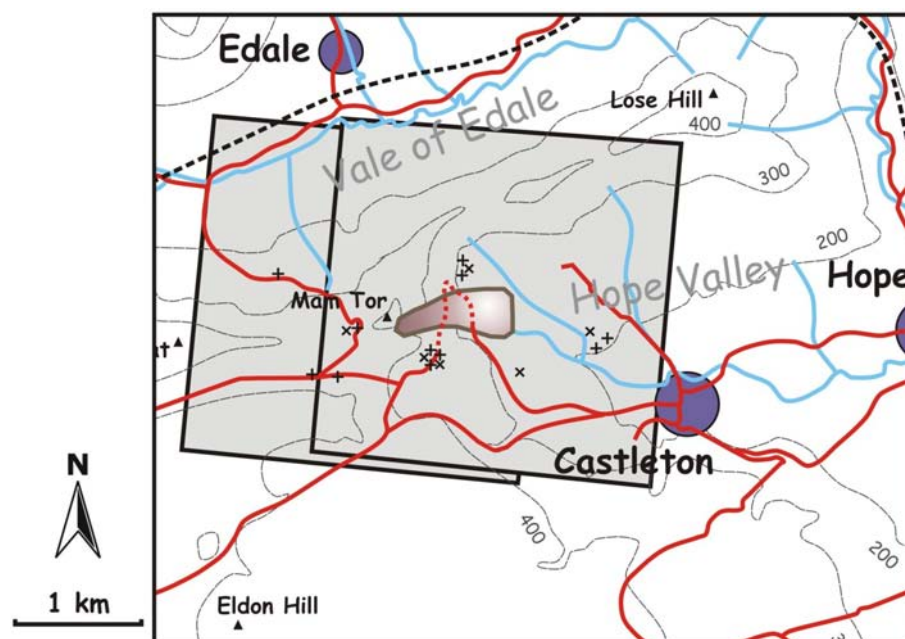 Edale
Lose Hill
400
Vale of Edale
300
200
Hope Valley
Hope
Mam Tor
Castleton
N
400
200
1 km
Eldon Hill